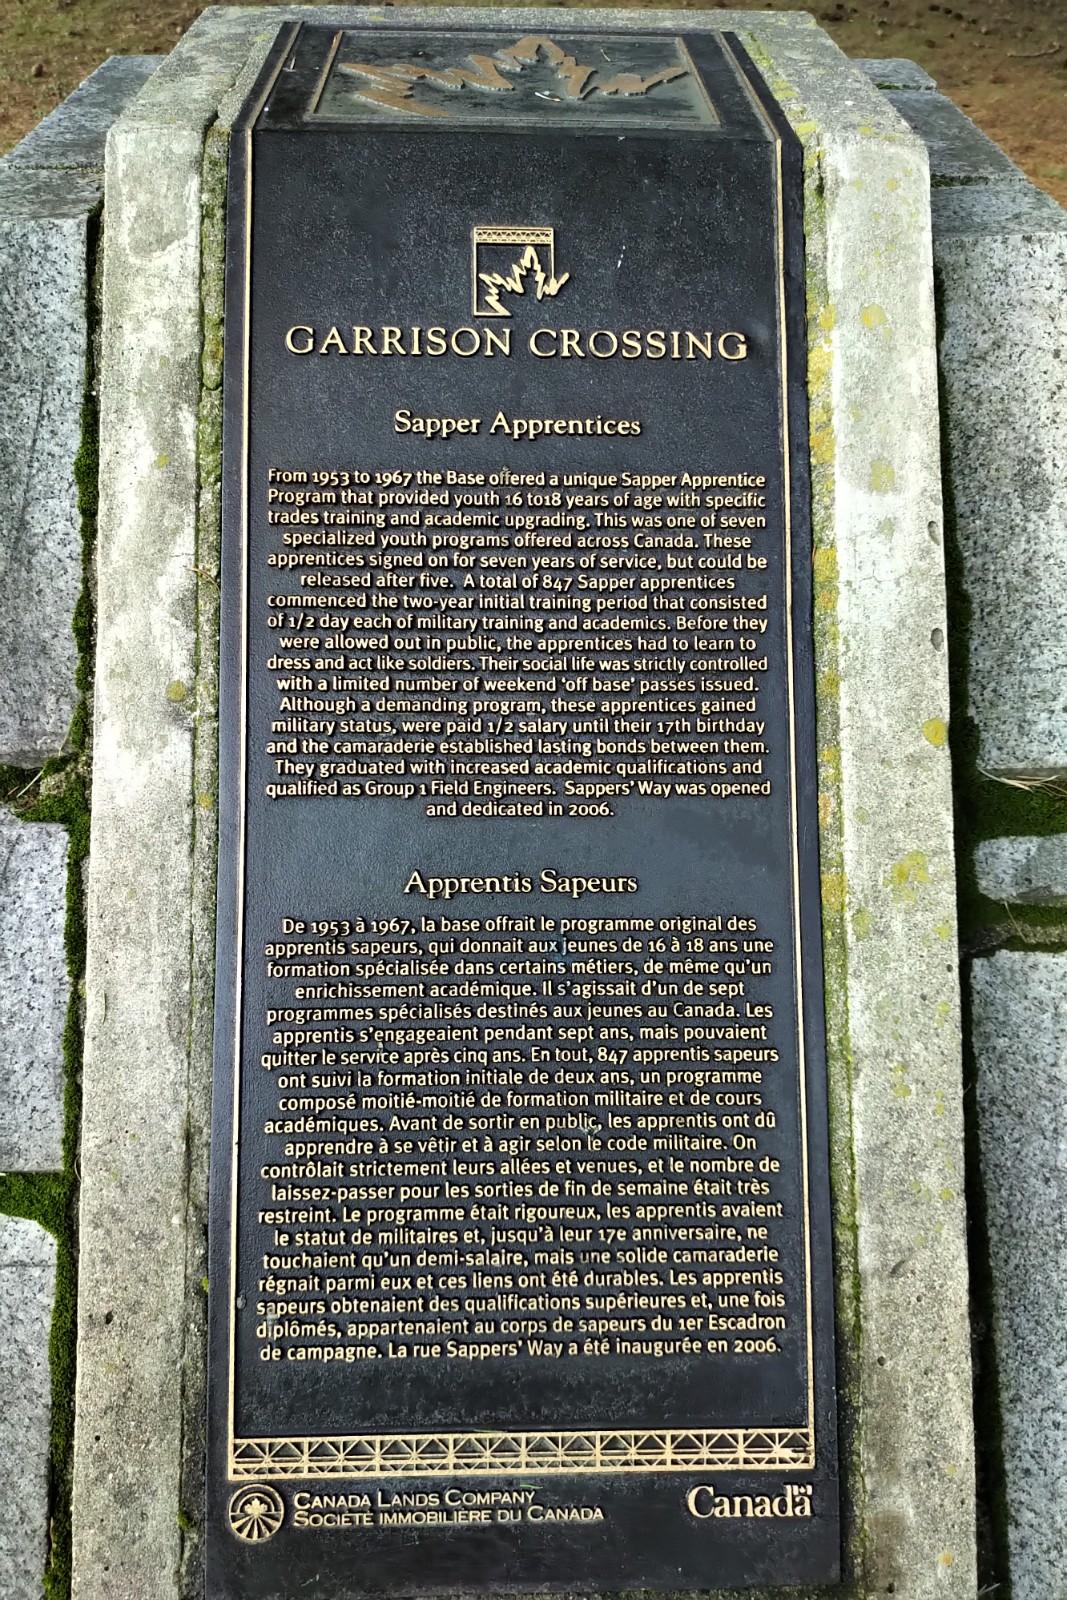 GARRISON CROSSING
Sapper Apprentices
From 1953 to 1967 the Base offered a unique Sapper Apprentice
Program that provided youth 16 to18 years of age with specific
trades training and academic upgrading. This was one of seven
specialized youth programs offered across Canada. These
apprentices signed on for seven years of service, but could be
released after five. A total of 847 Sapper apprentices
commenced the two-year initial training period that consisted
of 1/2 day each of military training and academics. Before they
were allowed out in public, the apprentices had to learn to
dress and act like soldiers. Their social life was strictly controlled
with a limited number of weekend 'off base' passes issued.
Although a demanding program, these apprentices gained
military status, were paid 1/2 salary until their 17th birthday
and the camaraderie established lasting bonds between them.
They graduated with increased academic qualifications and
qualified as Group 1 Field Engineers. Sappers' Way was opened
and dedicated in 2006.
Apprentis Sapeurs
De 1953 à 1967, la base offrait le programme original des
apprentis sapeurs, qui donnait aux jeunes de 16 à 18 ans une
formation spécialisée dans certains métiers, de même qu'un
enrichissement académique. Il s'agissait d'un de sept
programmes spécialisés destinés aux jeunes au Canada. Les
apprentis s'engageaient pendant sept ans, mais pouvaient
quitter le service après cinq ans. En tout, 847 apprentis sapeurs
ont suivi la formation initiale de deux ans, un programme
composé moitié-moitié de formation militaire et de cours
académiques. Avant de sortir en public, les apprentis ont dû
apprendre à se vêtir et à agir selon le code militaire. On
contrôlait strictement leurs allées et venues, et le nombre de
laissez-passer pour les sorties de fin de semaine était très
restreint. Le programme était rigoureux, les apprentis avaient
le statut de militaires et, jusqu'à leur 17e anniversaire, ne
touchaient qu'un demi-salaire, mais une solide camaraderie
régnait parmi eux et ces liens ont été durables. Les apprentis
sapeurs obtenaient des qualifications supérieures et, une fois
diplômés, appartenaient au corps de sapeurs du 1er Escadron
de campagne. La rue Sappers' Way a été inaugurée en 2006.
CANADA LANDS COMPANY
SOCIÉTÉ IMMOBILIÈRE DU CANADA
Canada